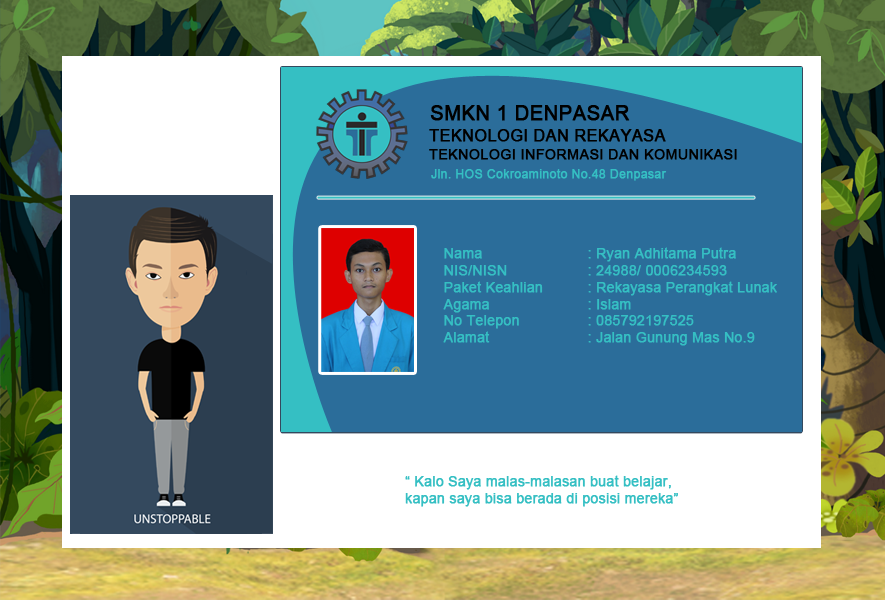 SMKN 1 DENPASAR
TEKNOLOGI DAN REKAYASA
TEKNOLOGI INFORMASI DAN KOMUNIKASI
Jln. HOS Cokroaminoto No.48 Denpasar
Nama : Ryan Adhitama Putra
NIS/NISN : 24988/ 0006234593
Paket Keahlian : Rekayasa Perangkat Lunak
Agama : Islam
No Telepon : 085792197525
Alamat : Jalan Gunung Mas No.9
“ Kalo Saya malas-malasan buat belajar,
kapan saya bisa berada di posisi mereka”
UNSTOPPABLE